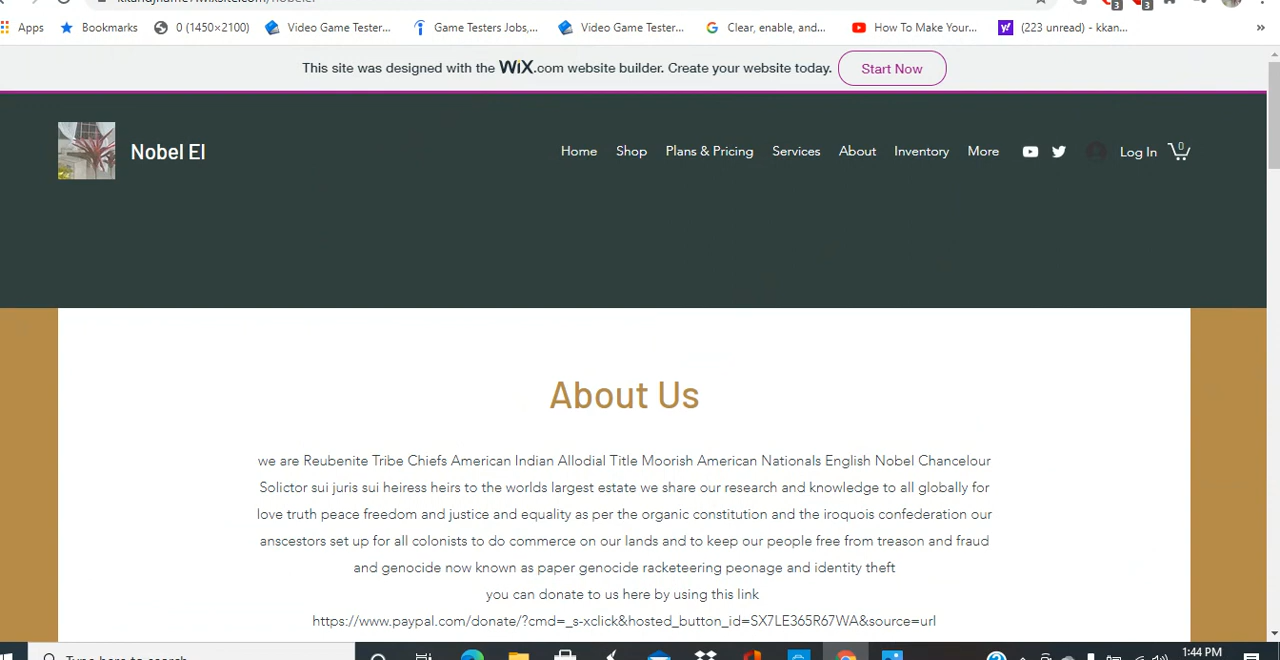 Apps Bookmarks 0 (1450×2100) Video Game Tester... Game Testers Jobs,... Video Game Tester... Clear, enable, and... How To Make Your... (223 unread) - kkan... »
3 3
This site was designed with the WiX.com website builder. Create your website today. Start Now
Nobel El Home Shop Plans & Pricing Services About Inventory More Log In 0
About Us
we are Reubenite Tribe Chiefs American Indian Allodial Title Moorish American Nationals English Nobel Chancelour
Solictor sui juris sui heiress heirs to the worlds largest estate we share our research and knowledge to all globally for
love truth peace freedom and justice and equality as per the organic constitution and the iroquois confederation our
anscestors set up for all colonists to do commerce on our lands and to keep our people free from treason and fraud
and genocide now known as paper genocide racketeering peonage and identity theft
you can donate to us here by using this link
https://www.paypal.com/donate/?cmd=_s-xclick&hosted_button_id=SX7LE365R67WA&source=url
Type here to search 1:44 PM